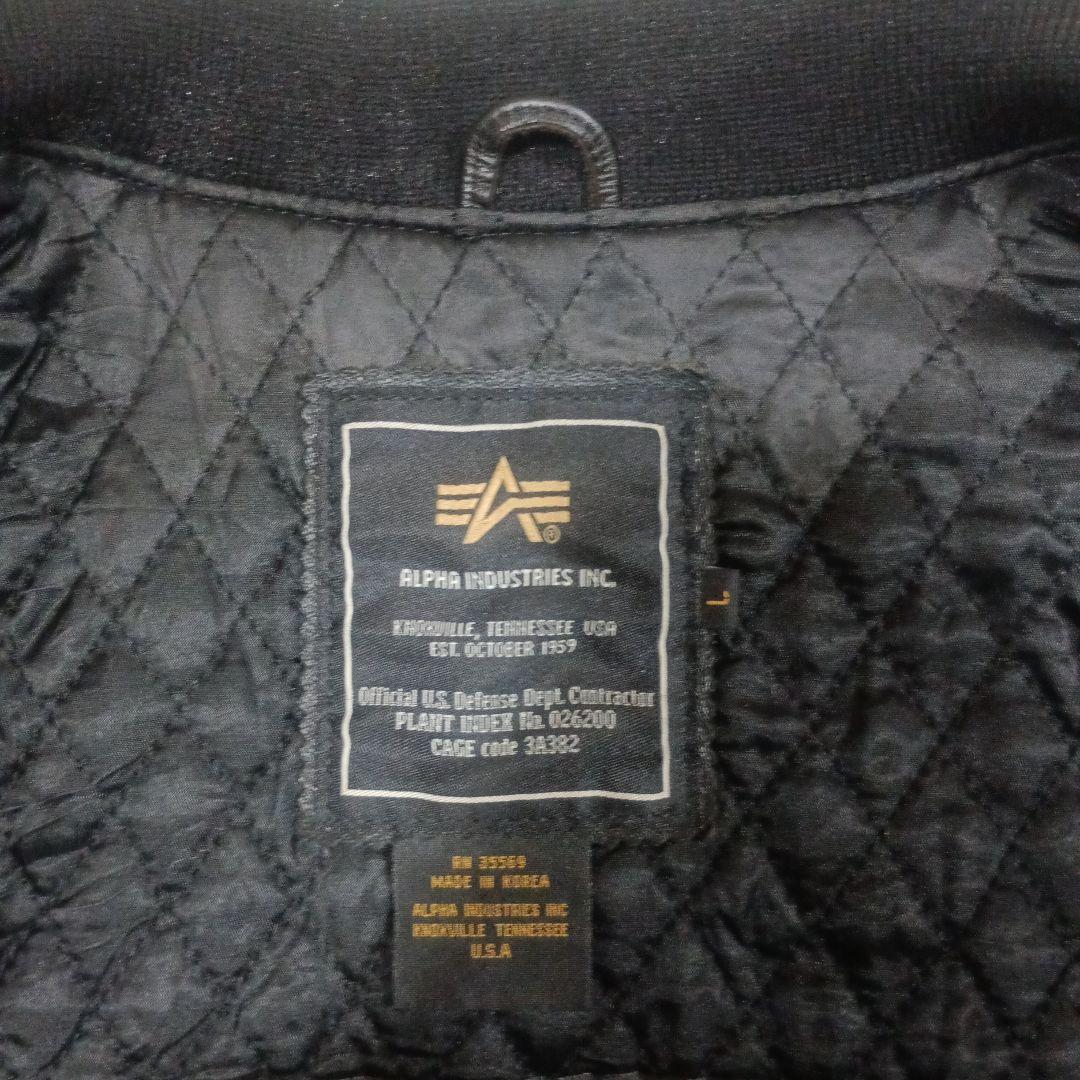 ALPHA INDUSTRIES INC.
KNOXVILLE, TENNESSEE USA
EST. OCTOBER 1959
Official U.S. Defense Dept. Contractor
PLANT INDEX No. 026200
CAGE code 3A382
L
RN 35569
MADE IN KOREA
ALPHA INDUSTRIES INC
KNOXVILLE TENNESSEE
U.S.A